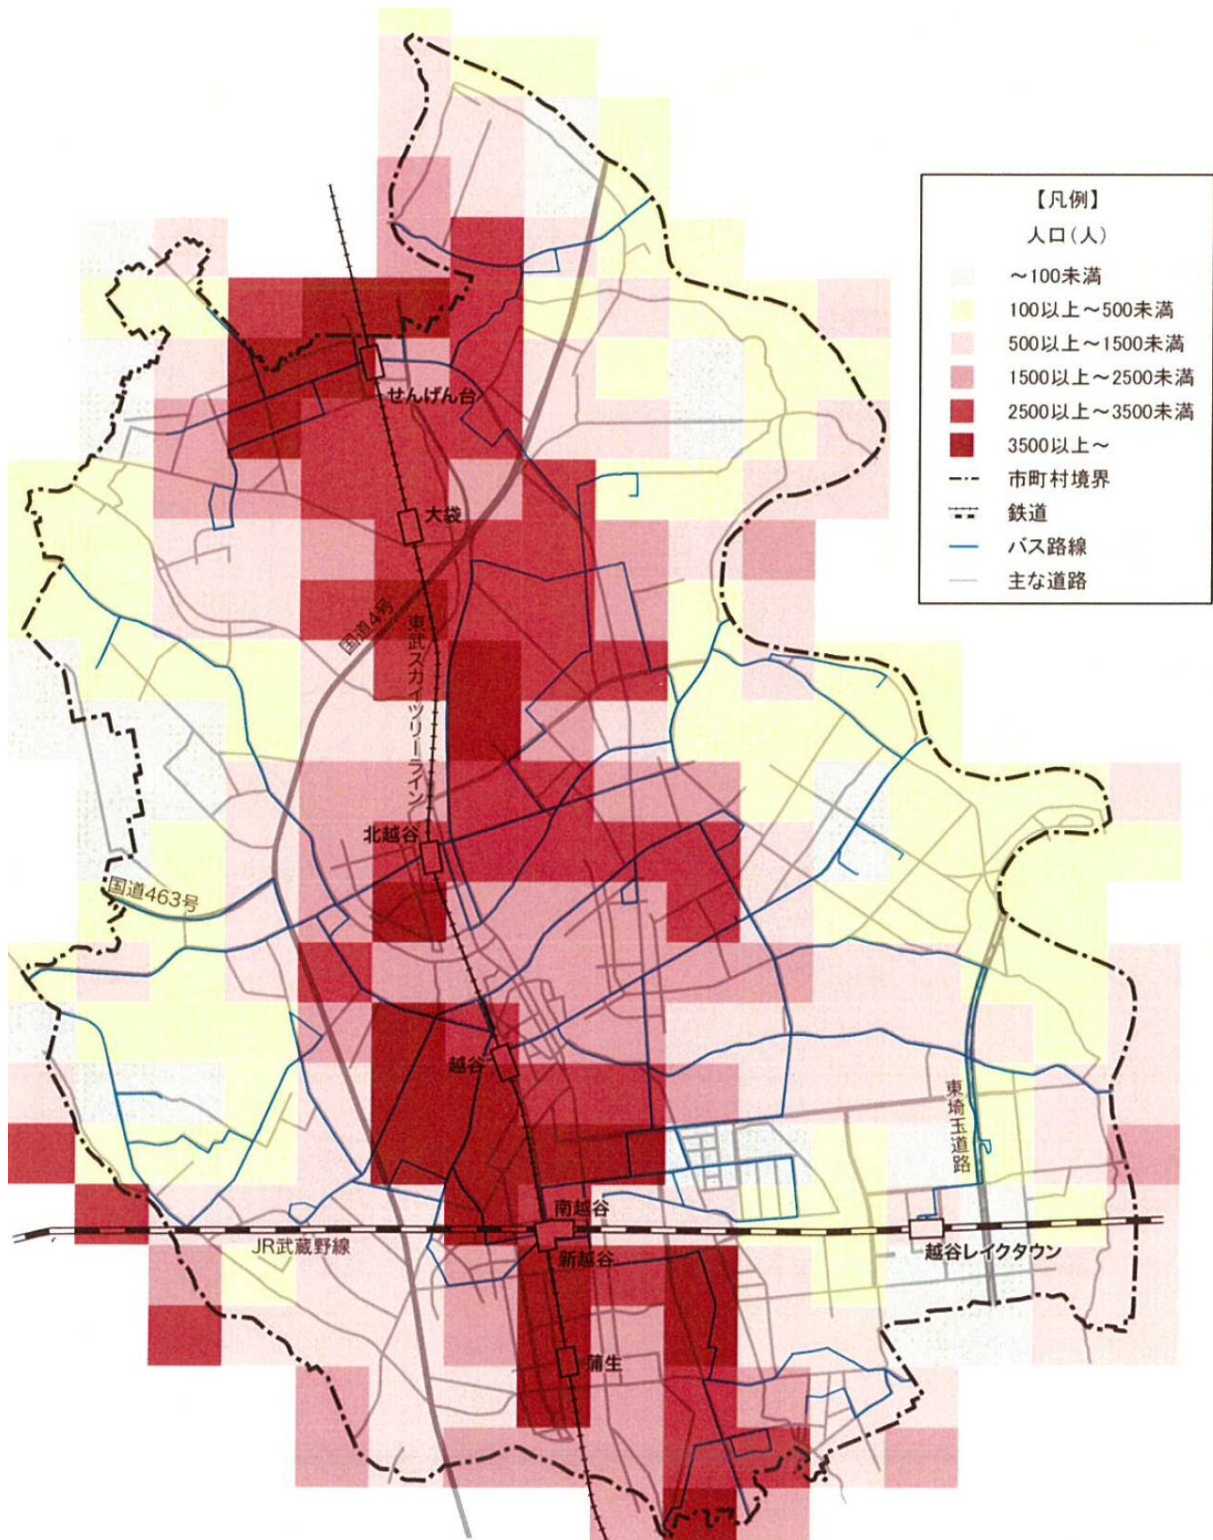 【凡例】
人口(人)
～100未満
100以上～500未満
500以上～1500未満
1500以上～2500未満
2500以上～3500未満
3500以上～
市町村境界
鉄道
バス路線
主な道路
せんげん台
大袋
国道4号
東武スカイツリーライン
北越谷
国道463号
越谷
東埼玉道路
南越谷
JR武蔵野線
新越谷
越谷レイクタウン
蒲生